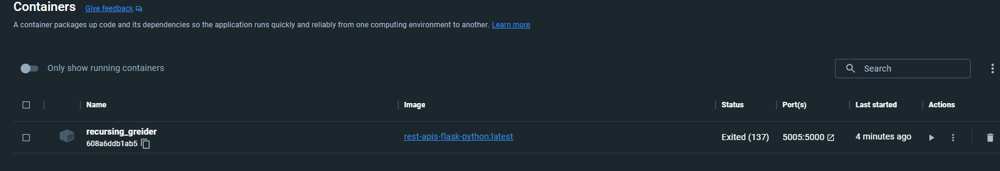 Containers Give feedback
A container packages up code and its dependencies so the application runs quickly and reliably from one computing environment to another. Learn more
Only show running containers Search
Name Image Status Port(s) Last started Actions
recursing_greider rest-apis-flask-python:latest Exited (137) 5005:5000 4 minutes ago
608a6ddb1ab5